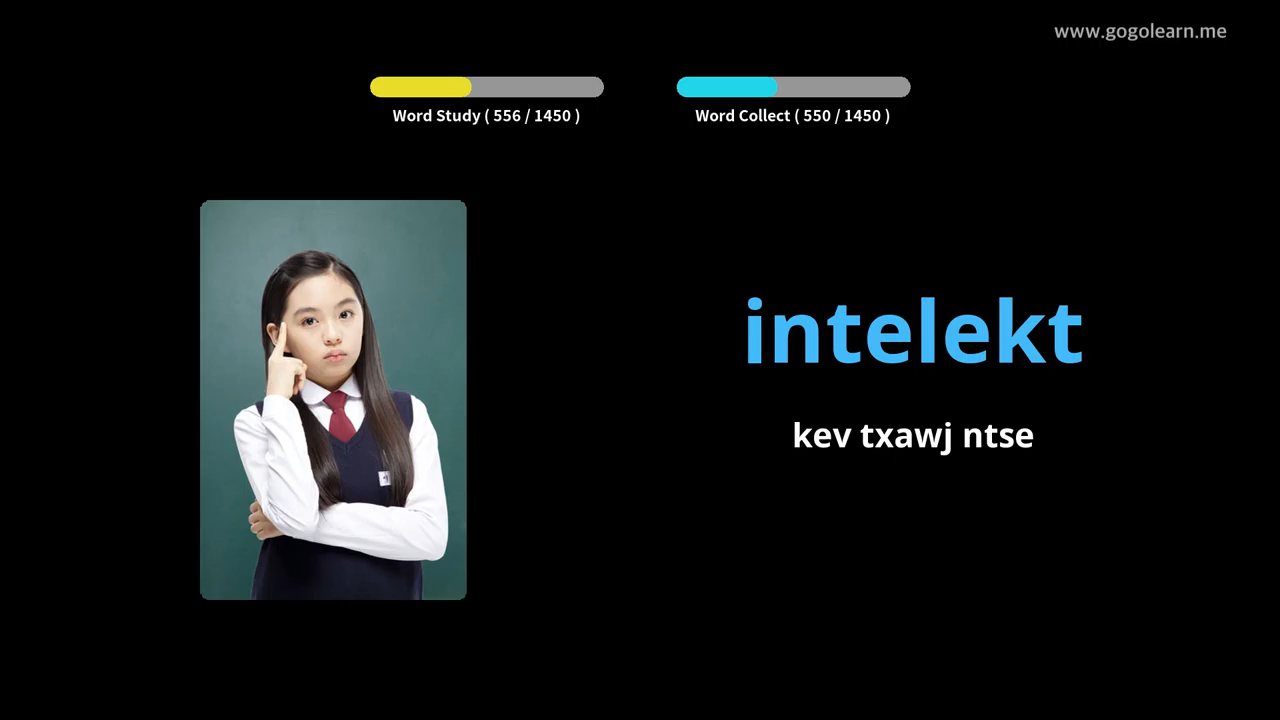 www.gogolearn.me
Word Study ( 556 / 1450 )
Word Collect ( 550 / 1450 )
intelekt
kev txawj ntse